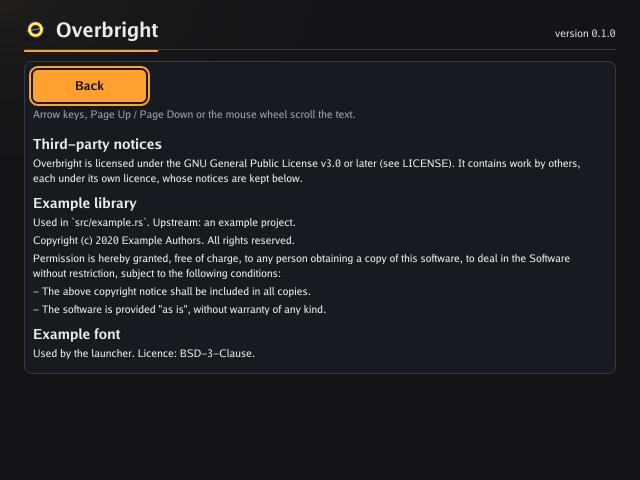 Overbright
version 0.1.0
Back
Arrow keys, Page Up / Page Down or the mouse wheel scroll the text.
Third-party notices
Overbright is licensed under the GNU General Public License v3.0 or later (see LICENSE). It contains work by others,
each under its own licence, whose notices are kept below.
Example library
Used in `src/example.rs`. Upstream: an example project.
Copyright (c) 2020 Example Authors. All rights reserved.
Permission is hereby granted, free of charge, to any person obtaining a copy of this software, to deal in the Software
without restriction, subject to the following conditions:
– The above copyright notice shall be included in all copies.
– The software is provided "as is", without warranty of any kind.
Example font
Used by the launcher. Licence: BSD-3-Clause.